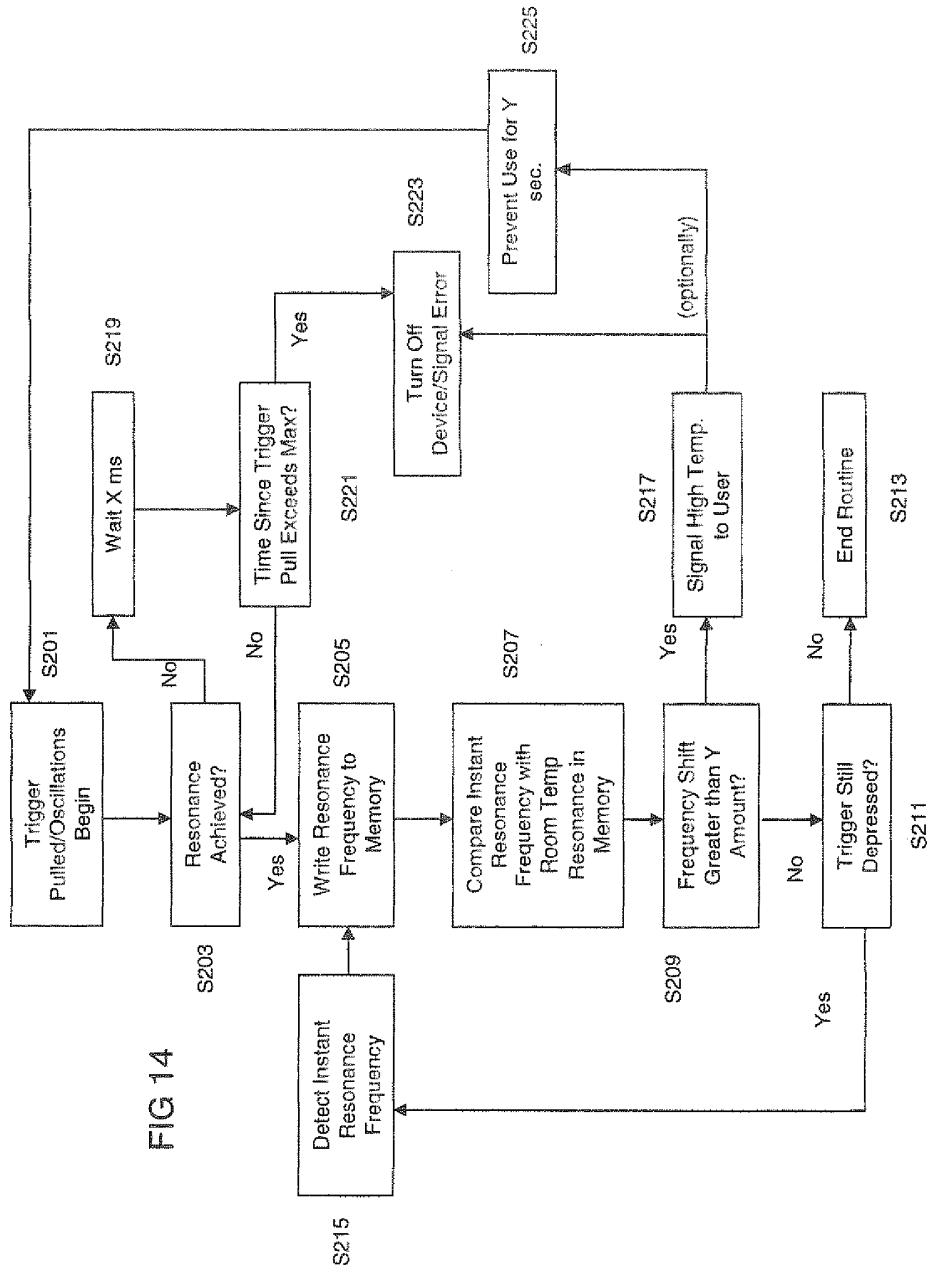 FIG 14
S201
Trigger
Pulled/Oscillations
Begin
S203
Resonance
Achieved?
No
Yes
S219
Wait X ms
S221
Time Since Trigger
Pull Exceeds Max?
No
Yes
S223
Turn Off
Device/Signal Error
S225
Prevent Use for Y
sec.
S205
Write Resonance
Frequency to
Memory
S215
Detect Instant
Resonance
Frequency
S207
Compare Instant
Resonance
Frequency with
Room Temp
Resonance in
Memory
S209
Frequency Shift
Greater than Y
Amount?
Yes
No
S217
Signal High Temp.
to User
(optionally)
S211
Trigger Still
Depressed?
Yes
No
S213
End Routine